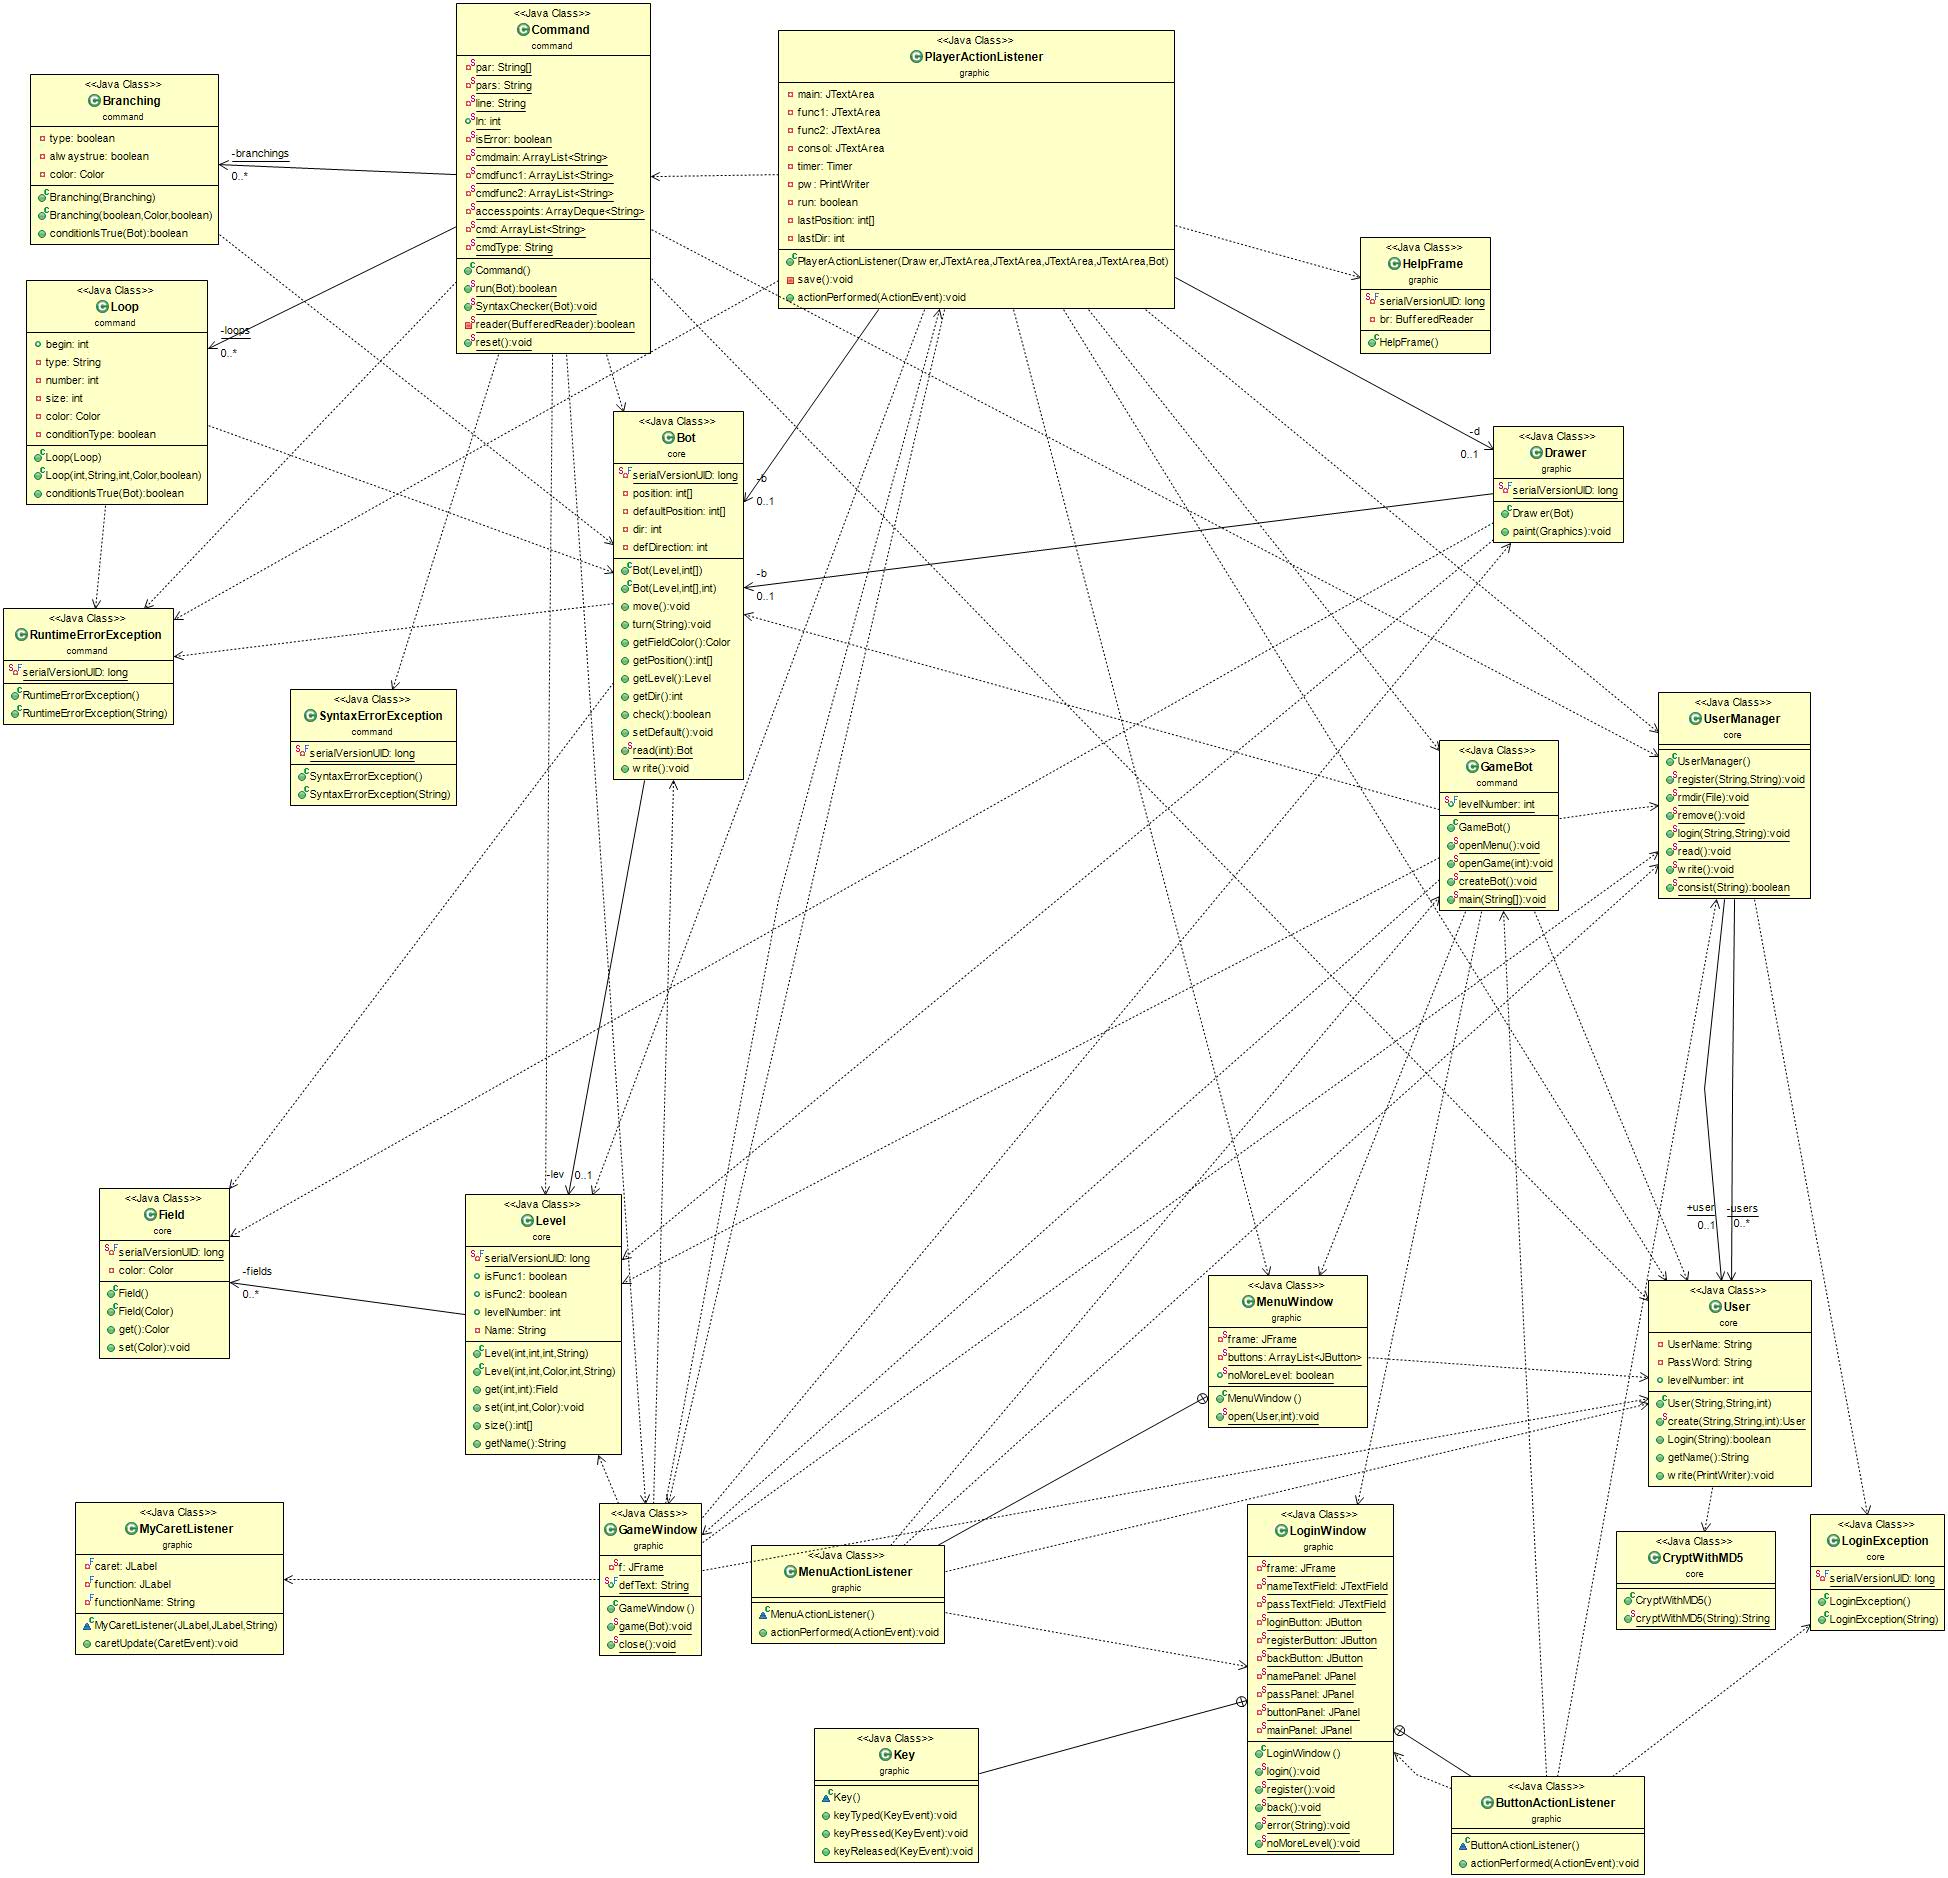 <<Java Class>>
Command
command
par: String[]
pars: String
line: String
ln: int
isError: boolean
cmdmain: ArrayList<String>
cmdfunc1: ArrayList<String>
cmdfunc2: ArrayList<String>
accesspoints: ArrayDeque<String>
cmd: ArrayList<String>
cmdType: String
Command()
run(Bot):boolean
SyntaxChecker(Bot):void
reader(BufferedReader):boolean
reset():void
<<Java Class>>
PlayerActionListener
graphic
main: JTextArea
func1: JTextArea
func2: JTextArea
consol: JTextArea
timer: Timer
pw: PrintWriter
run: boolean
lastPosition: int[]
lastDir: int
PlayerActionListener(Drawer,JTextArea,JTextArea,JTextArea,JTextArea,Bot)
save():void
actionPerformed(ActionEvent):void
<<Java Class>>
Branching
command
type: boolean
alwaystrue: boolean
color: Color
Branching(Branching)
Branching(boolean,Color,boolean)
conditionIsTrue(Bot):boolean
-branchings
0..*
<<Java Class>>
HelpFrame
graphic
serialVersionUID: long
br: BufferedReader
HelpFrame()
<<Java Class>>
Loop
command
begin: int
type: String
number: int
size: int
color: Color
conditionType: boolean
Loop(Loop)
Loop(int,String,int,Color,boolean)
conditionIsTrue(Bot):boolean
-loops
0..*
<<Java Class>>
Bot
core
serialVersionUID: long
position: int[]
defaultPosition: int[]
dir: int
defDirection: int
Bot(Level,int[])
Bot(Level,int[],int)
move():void
turn(String):void
getFieldColor():Color
getPosition():int[]
getLevel():Level
getDir():int
check():boolean
setDefault():void
read(int):Bot
write():void
-b
0..1
-b
0..1
-d
0..1
<<Java Class>>
Drawer
graphic
serialVersionUID: long
Drawer(Bot)
paint(Graphics):void
<<Java Class>>
RuntimeErrorException
command
serialVersionUID: long
RuntimeErrorException()
RuntimeErrorException(String)
<<Java Class>>
SyntaxErrorException
command
serialVersionUID: long
SyntaxErrorException()
SyntaxErrorException(String)
<<Java Class>>
UserManager
core
UserManager()
register(String,String):void
rmdir(File):void
remove():void
login(String,String):void
read():void
write():void
consist(String):boolean
<<Java Class>>
GameBot
command
levelNumber: int
GameBot()
openMenu():void
openGame(int):void
createBot():void
main(String[]):void
-lev
0..1
+user
0..1
-users
0..*
<<Java Class>>
Field
core
serialVersionUID: long
color: Color
Field()
Field(Color)
get():Color
set(Color):void
-fields
0..*
<<Java Class>>
Level
core
serialVersionUID: long
isFunc1: boolean
isFunc2: boolean
levelNumber: int
Name: String
Level(int,int,int,String)
Level(int,int,Color,int,String)
get(int,int):Field
set(int,int,Color):void
size():int[]
getName():String
<<Java Class>>
MenuWindow
graphic
frame: JFrame
buttons: ArrayList<JButton>
noMoreLevel: boolean
MenuWindow()
open(User,int):void
<<Java Class>>
User
core
UserName: String
PassWord: String
levelNumber: int
User(String,String,int)
create(String,String,int):User
Login(String):boolean
getName():String
write(PrintWriter):void
<<Java Class>>
MyCaretListener
graphic
caret: JLabel
function: JLabel
functionName: String
MyCaretListener(JLabel,JLabel,String)
caretUpdate(CaretEvent):void
<<Java Class>>
GameWindow
graphic
f: JFrame
defText: String
GameWindow()
game(Bot):void
close():void
<<Java Class>>
MenuActionListener
graphic
MenuActionListener()
actionPerformed(ActionEvent):void
<<Java Class>>
LoginWindow
graphic
frame: JFrame
nameTextField: JTextField
passTextField: JTextField
loginButton: JButton
registerButton: JButton
backButton: JButton
namePanel: JPanel
passPanel: JPanel
buttonPanel: JPanel
mainPanel: JPanel
LoginWindow()
login():void
register():void
back():void
error(String):void
noMoreLevel():void
<<Java Class>>
CryptWithMD5
core
CryptWithMD5()
cryptWithMD5(String):String
<<Java Class>>
LoginException
core
serialVersionUID: long
LoginException()
LoginException(String)
<<Java Class>>
Key
graphic
Key()
keyTyped(KeyEvent):void
keyPressed(KeyEvent):void
keyReleased(KeyEvent):void
<<Java Class>>
ButtonActionListener
graphic
ButtonActionListener()
actionPerformed(ActionEvent):void